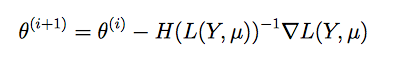 θ^{(i+1)} = θ^{(i)} − H(L(Y, μ))^{−1}∇L(Y, μ)